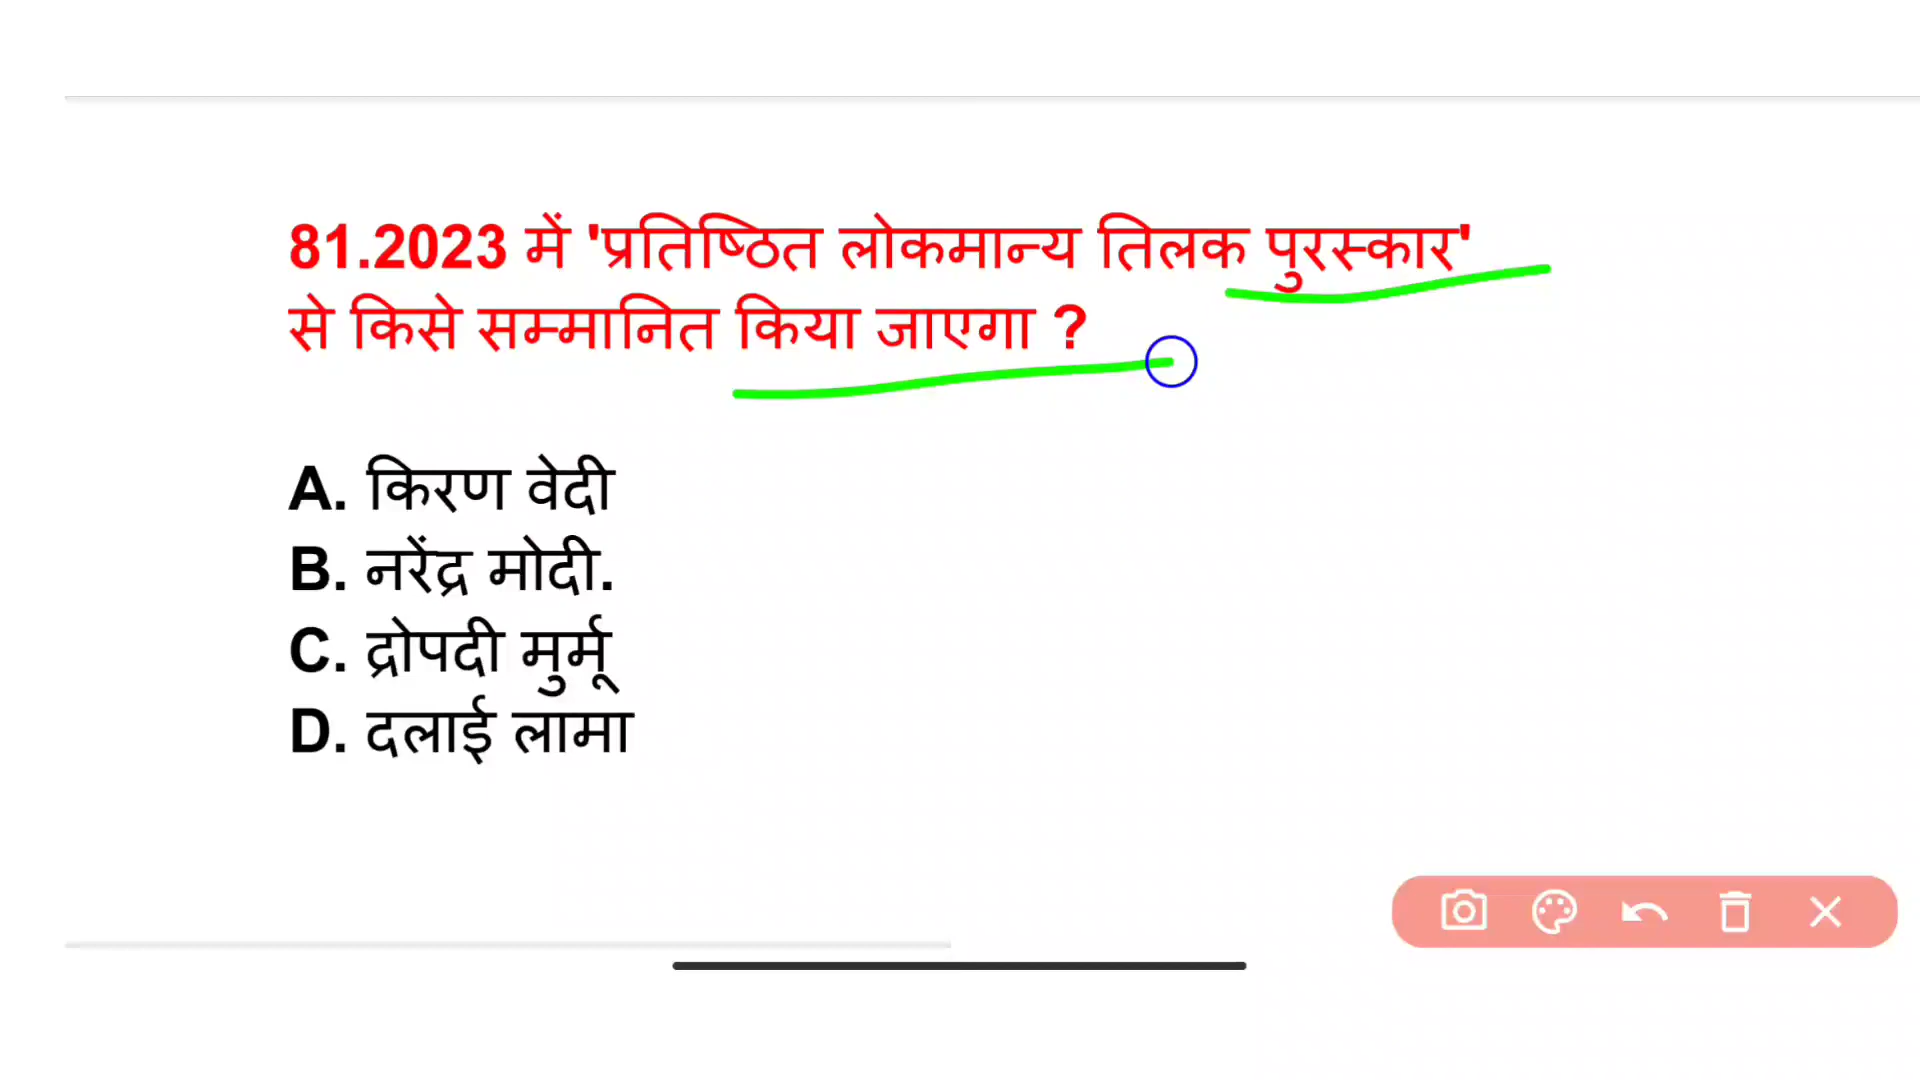 81.2023 में 'प्रतिष्ठित लोकमान्य तिलक पुरस्कार'
से किसे सम्मानित किया जाएगा ?
A. किरण वेदी
B. नरेंद्र मोदी.
C. द्रोपदी मुर्मू
D. दलाई लामा